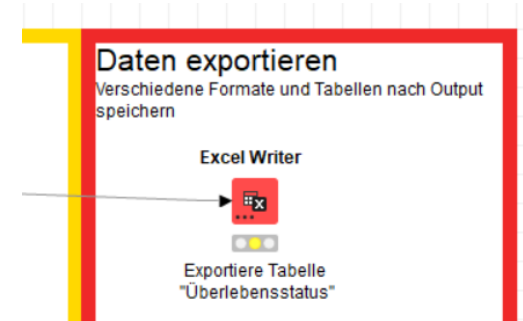 Daten exportieren
Verschiedene Formate und Tabellen nach Output
speichern
Excel Writer
Exportiere Tabelle
"Überlebensstatus"